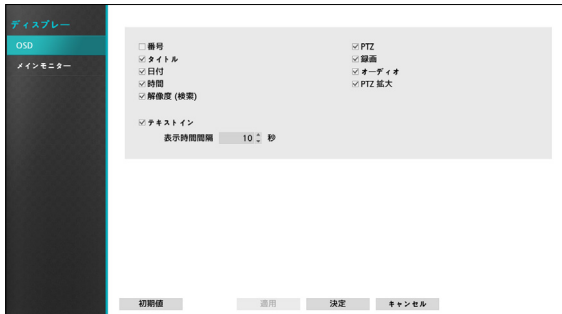 ディスプレー
OSD
メインモニター
番号
タイトル
日付
時間
解像度 (検索)
PTZ
録画
オーディオ
PTZ 拡大
テキストイン
表示時間間隔 10 秒
初期値 適用 決定 キャンセル